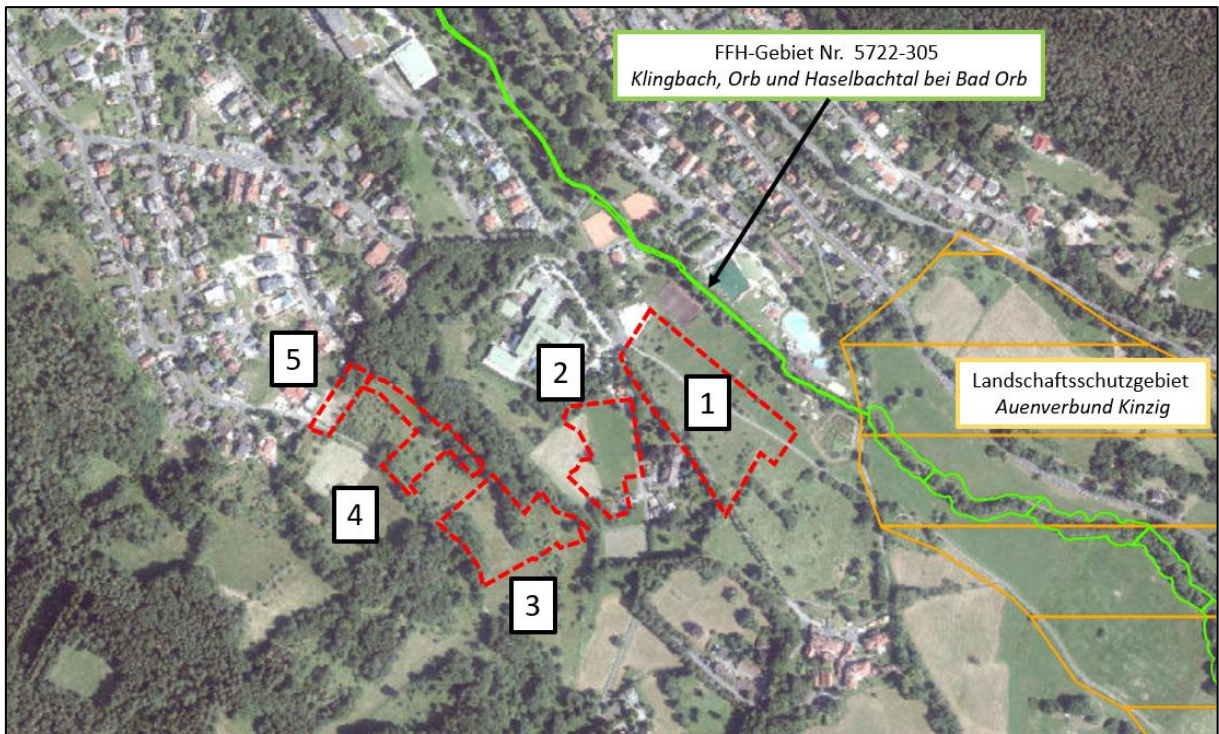 FFH-Gebiet Nr. 5722-305
Klingbach, Orb und Haselbachtal bei Bad Orb
Landschaftsschutzgebiet
Auenverbund Kinzig
5
2
1
4
3